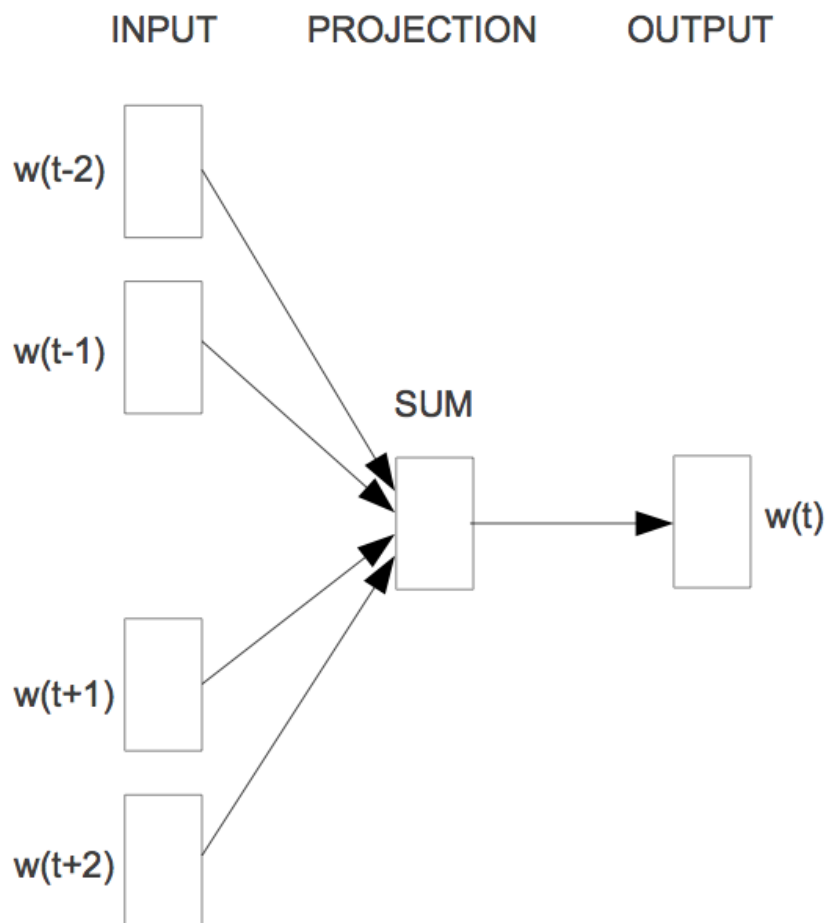 INPUT PROJECTION OUTPUT
w(t-2)
w(t-1)
SUM
w(t)
w(t+1)
w(t+2)